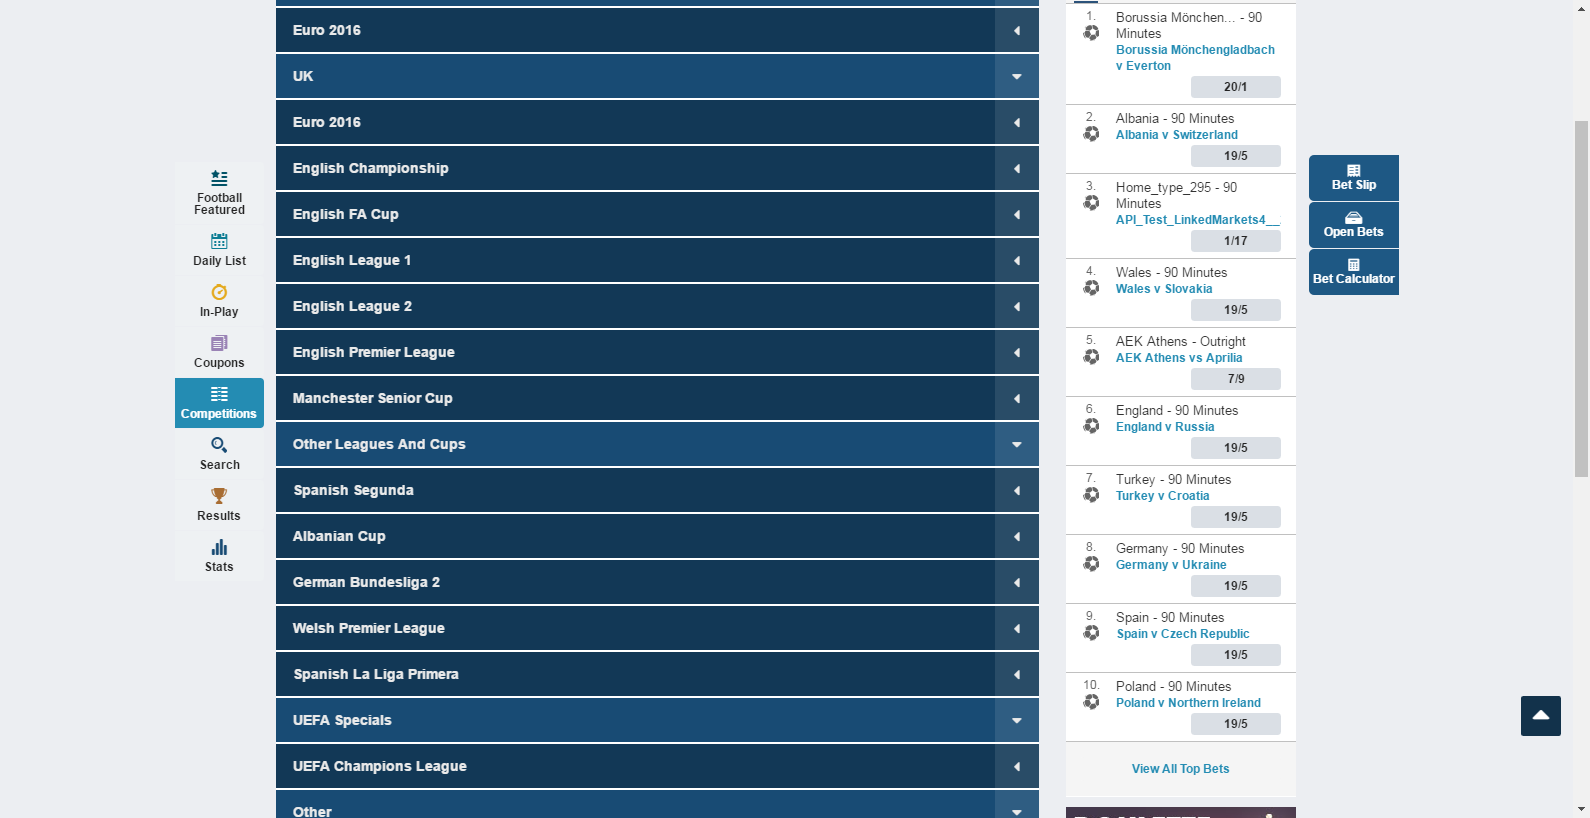 Football
Featured
Daily List
In-Play
Coupons
Competitions
Search
Results
Stats
Euro 2016
UK
Euro 2016
English Championship
English FA Cup
English League 1
English League 2
English Premier League
Manchester Senior Cup
Other Leagues And Cups
Spanish Segunda
Albanian Cup
German Bundesliga 2
Welsh Premier League
Spanish La Liga Primera
UEFA Specials
UEFA Champions League
Other
1. Borussia Mönchen... - 90
Minutes
Borussia Mönchengladbach
v Everton
20/1
2. Albania - 90 Minutes
Albania v Switzerland
19/5
3. Home_type_295 - 90
Minutes
API_Test_LinkedMarkets4__
1/17
4. Wales - 90 Minutes
Wales v Slovakia
19/5
5. AEK Athens - Outright
AEK Athens vs Aprilia
7/9
6. England - 90 Minutes
England v Russia
19/5
7. Turkey - 90 Minutes
Turkey v Croatia
19/5
8. Germany - 90 Minutes
Germany v Ukraine
19/5
9. Spain - 90 Minutes
Spain v Czech Republic
19/5
10. Poland - 90 Minutes
Poland v Northern Ireland
19/5
View All Top Bets
Bet Slip
Open Bets
Bet Calculator